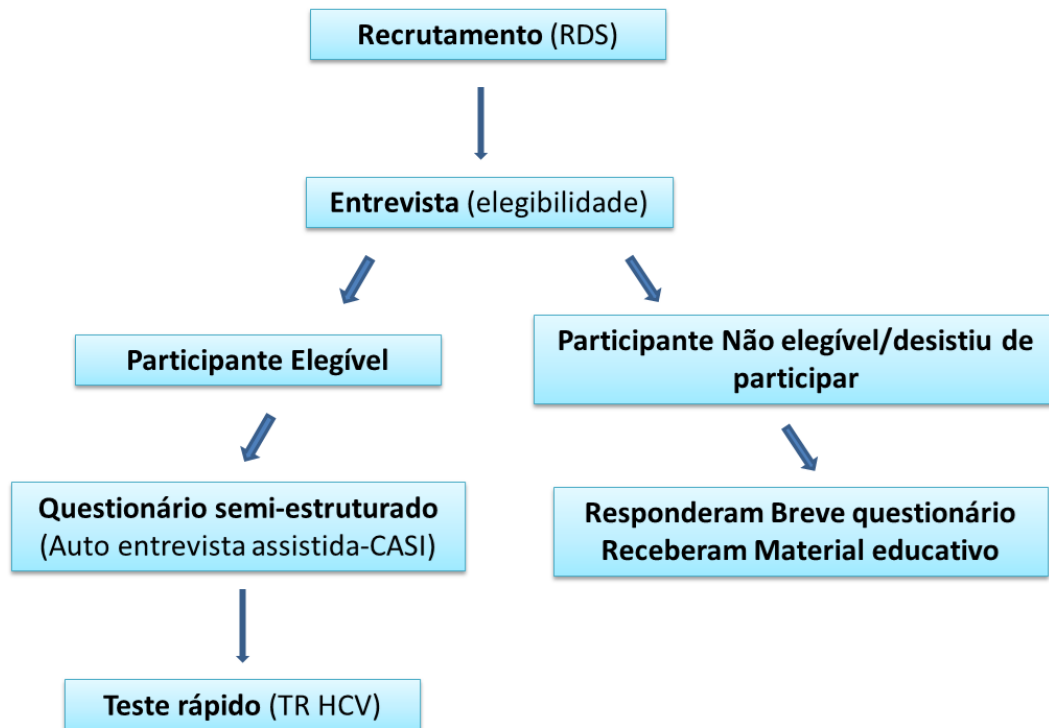 Recrutamento (RDS)
Entrevista (elegibilidade)
Participante Elegível
Participante Não elegível/desistiu de
participar
Questionário semi-estruturado
(Auto entrevista assistida-CASI)
Responderam Breve questionário
Receberam Material educativo
Teste rápido (TR HCV)